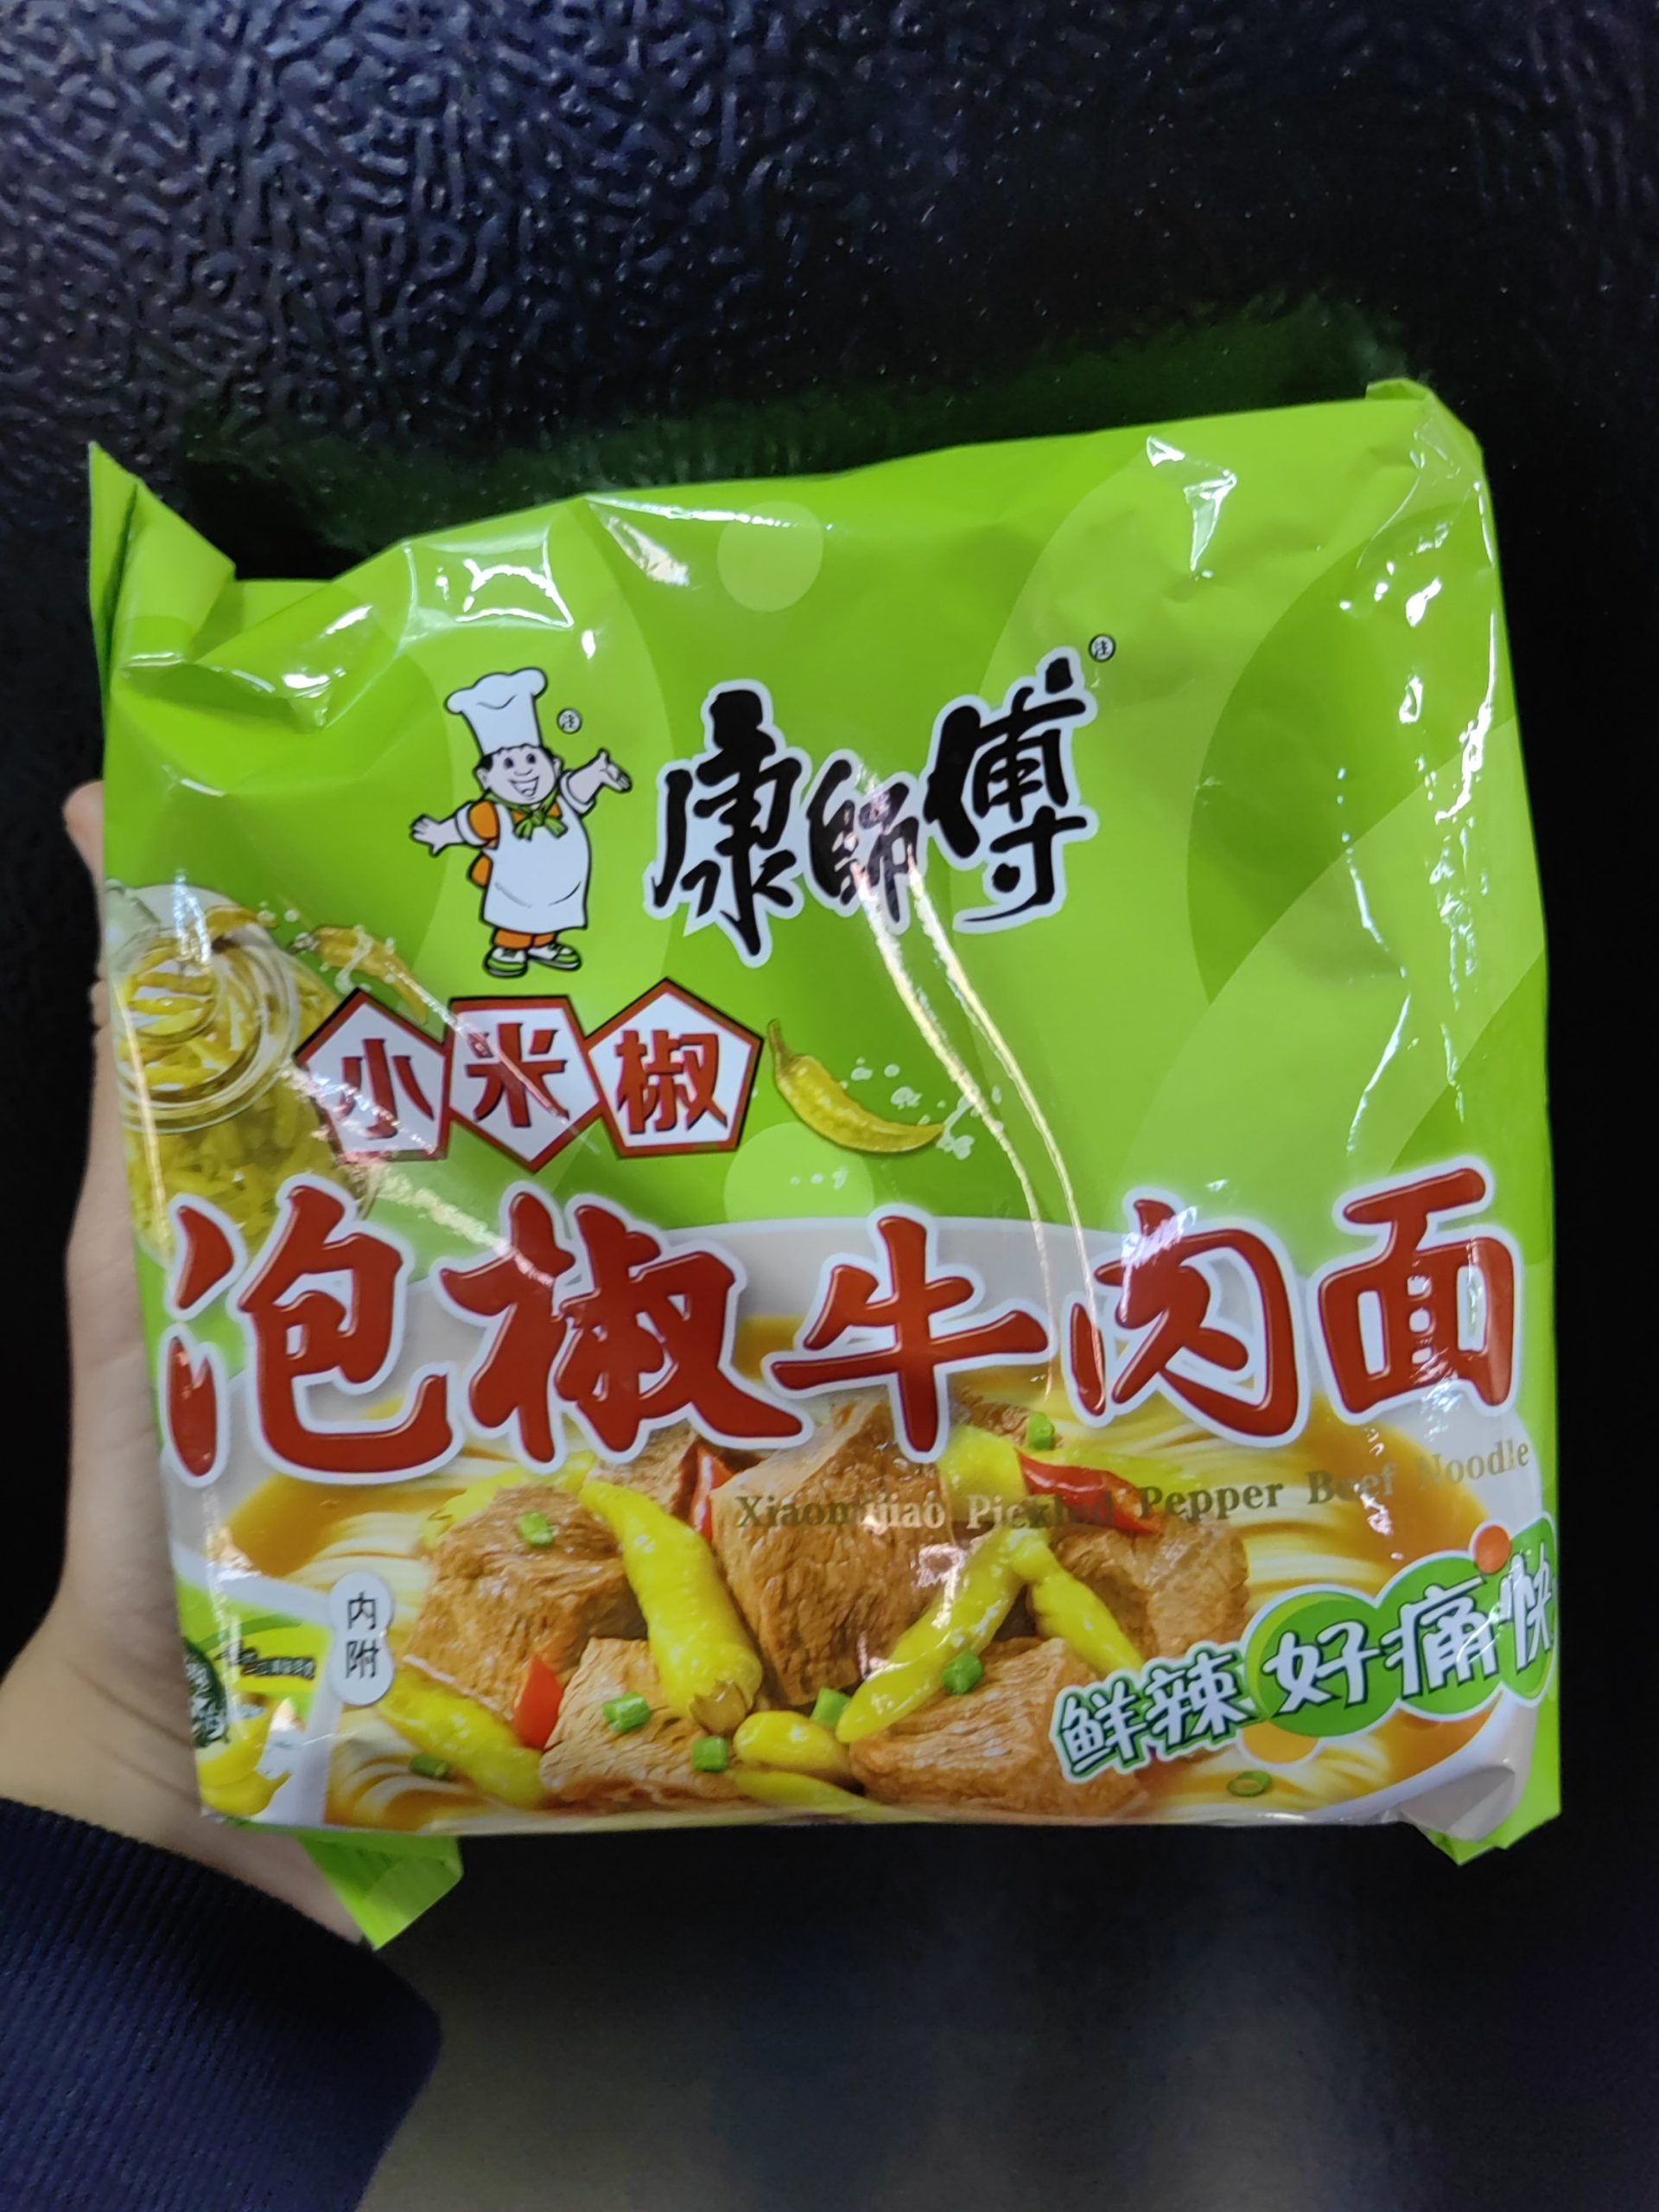 康師傅
小米椒
泡椒牛肉面
Xiaomijiao Pickled Pepper Beef Noodle
内附
鲜辣好痛快